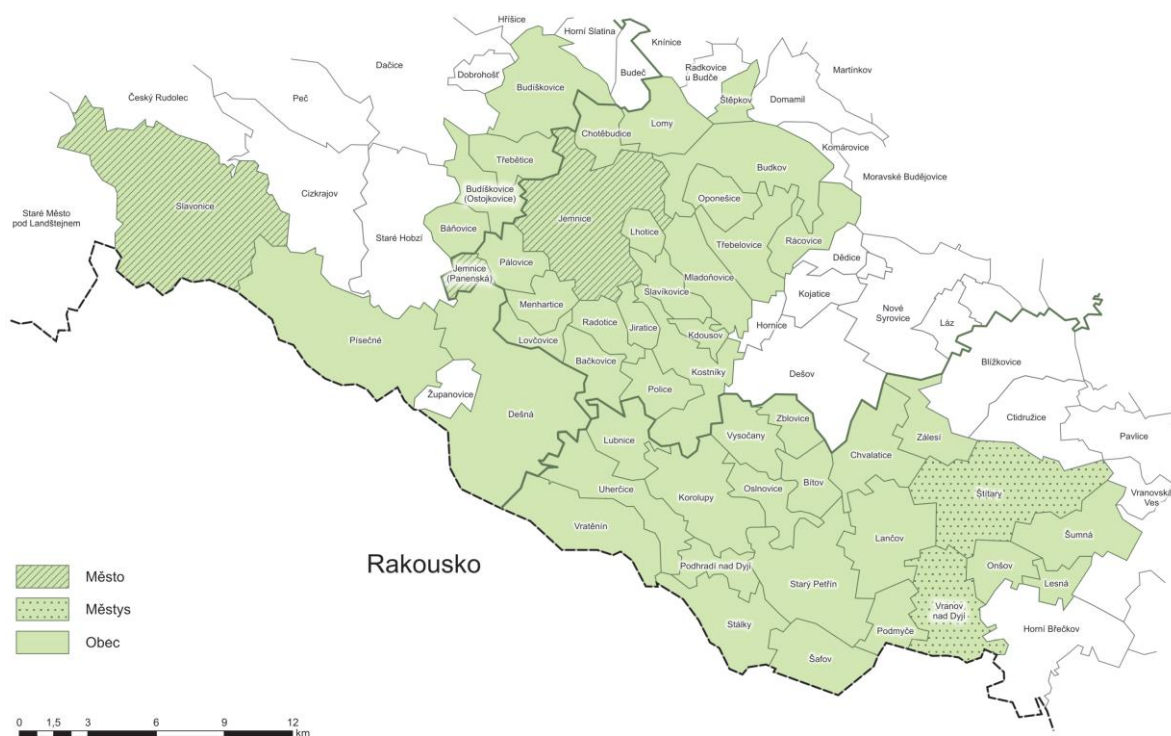 Hříšice
Horní Slatina
Knínice
Dačice
Dobrohošť
Budeč
Radkovice
u Budče
Martínkov
Budíškovice
Štěpkov
Domamil
Český Rudolec
Peč
Chotěbudice
Lomy
Komárovice
Třebětice
Budkov
Moravské Budějovice
Cizkrajov
Budíškovice
(Ostojkovice)
Oponešice
Slavonice
Staré Město
pod Landštejnem
Jemnice
Báňovice
Staré Hobzí
Lhotice
Třebelovice
Rácovice
Dědice
Pálovice
Jemnice
(Panenská)
Mladoňovice
Slavíkovice
Kojatice
Menhartice
Nové
Syrovice
Láz
Radotice
Jiratice
Hornice
Písečné
Lovčovice
Kdousov
Bačkovice
Kostníky
Dešov
Blížkovice
Županovice
Police
Dešná
Zblovice
Ctidružice
Lubnice
Vysočany
Zálesí
Pavlice
Chvalatice
Uherčice
Korolupy
Oslnovice
Bítov
Štítary
Vranovská
Ves
Vratěnín
Lančov
Šumná
Rakousko
Podhradí nad Dyjí
Starý Petřín
Onšov
Lesná
Město
Městys
Obec
Stálky
Podmyče
Vranov
nad Dyjí
Horní Břečkov
Šafov
0 1,5 3 6 9 12
km